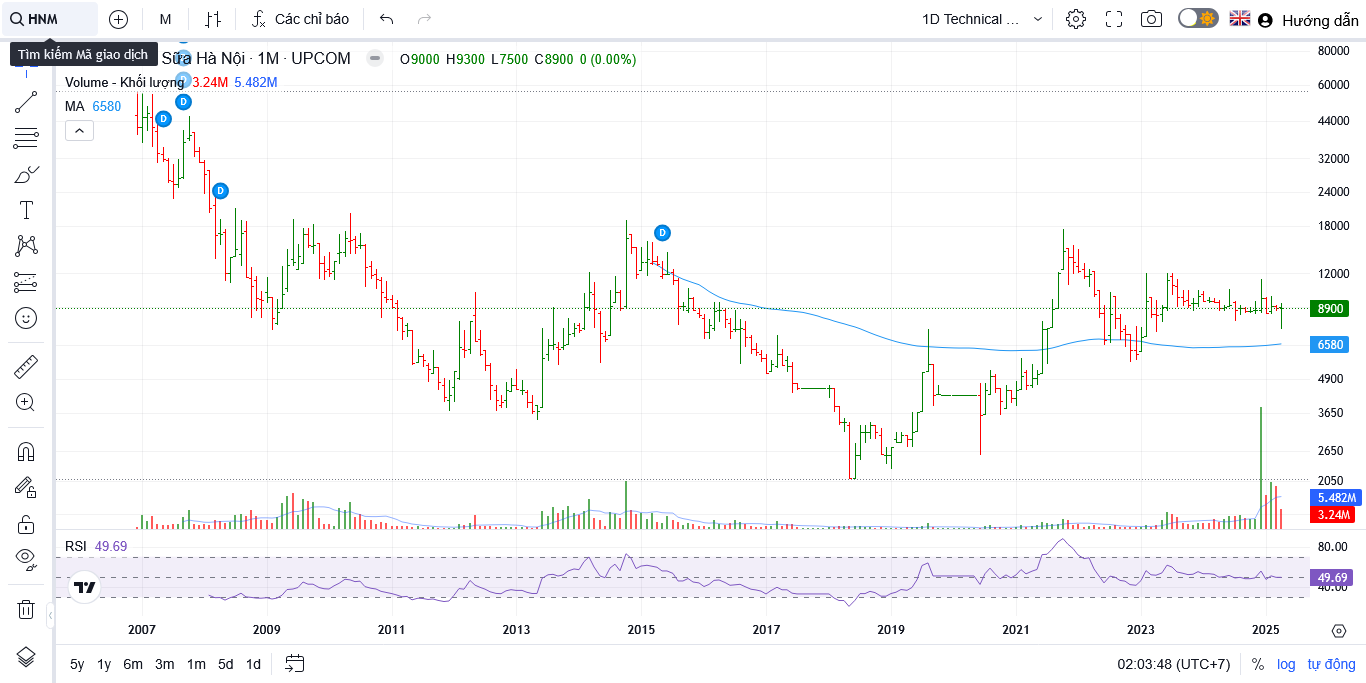 HNM
M
Các chỉ báo
1D Technical ...
Hướng dẫn
Tìm kiếm Mã giao dịch
Sữa Hà Nội · 1M · UPCOM
O9000 H9300 L7500 C8900 0 (0.00%)
Volume - Khối lượng 3.24M 5.482M
MA 6580
D
D
D
D
D
80000
60000
44000
32000
24000
18000
12000
8900
6580
4900
3650
2650
2050
5.482M
3.24M
RSI 49.69
80.00
49.69
40.00
2007 2009 2011 2013 2015 2017 2019 2021 2023 2025
5y 1y 6m 3m 1m 5d 1d
02:03:48 (UTC+7) % log tự động